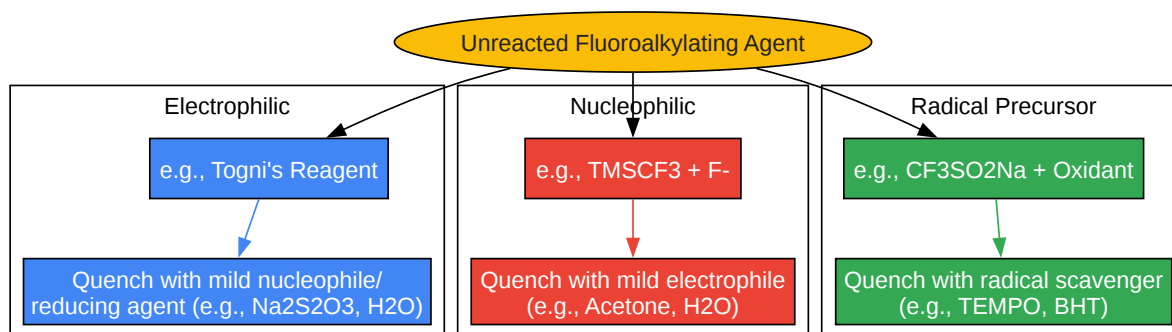 Unreacted Fluoroalkylating Agent
Electrophilic
Nucleophilic
Radical Precursor
e.g., Togni's Reagent
e.g., TMSCF3 + F-
e.g., CF3SO2Na + Oxidant
Quench with mild nucleophile/
reducing agent (e.g., Na2S2O3, H2O)
Quench with mild electrophile
(e.g., Acetone, H2O)
Quench with radical scavenger
(e.g., TEMPO, BHT)